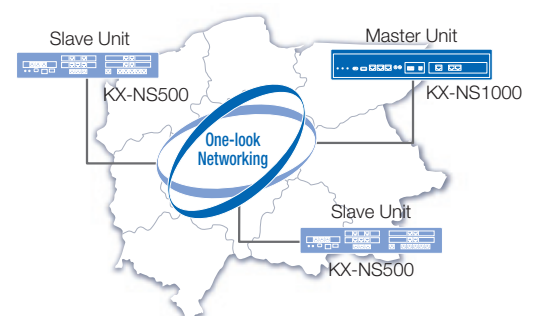 Slave Unit
KX-NS500
Master Unit
KX-NS1000
One-look
Networking
Slave Unit
KX-NS500